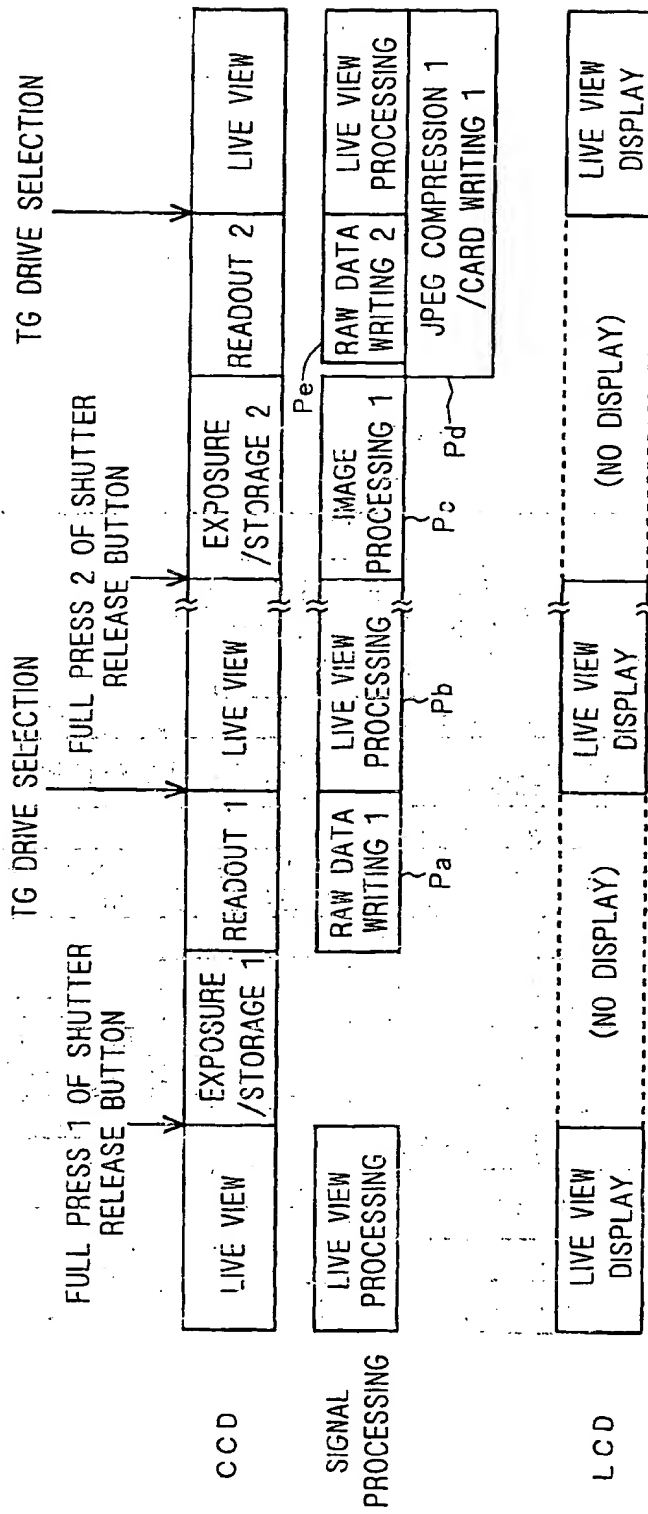 TG DRIVE SELECTION
TG DRIVE SELECTION
FULL PRESS 1 OF SHUTTER
RELEASE BUTTON
FULL PRESS 2 OF SHUTTER
RELEASE BUTTON
CCD
LIVE VIEW
EXPOSURE
/STORAGE 1
READOUT 1
LIVE VIEW
EXPOSURE
/STORAGE 2
READOUT 2
LIVE VIEW
SIGNAL
PROCESSING
LIVE VIEW
PROCESSING
RAW DATA
WRITING 1
Pa
LIVE VIEW
PROCESSING
Pb
IMAGE
PROCESSING 1
Pc
Pe
RAW DATA
WRITING 2
LIVE VIEW
PROCESSING
Pd
JPEG COMPRESSION 1
/CARD WRITING 1
LCD
LIVE VIEW
DISPLAY
(NO DISPLAY)
LIVE VIEW
DISPLAY
(NO DISPLAY)
LIVE VIEW
DISPLAY